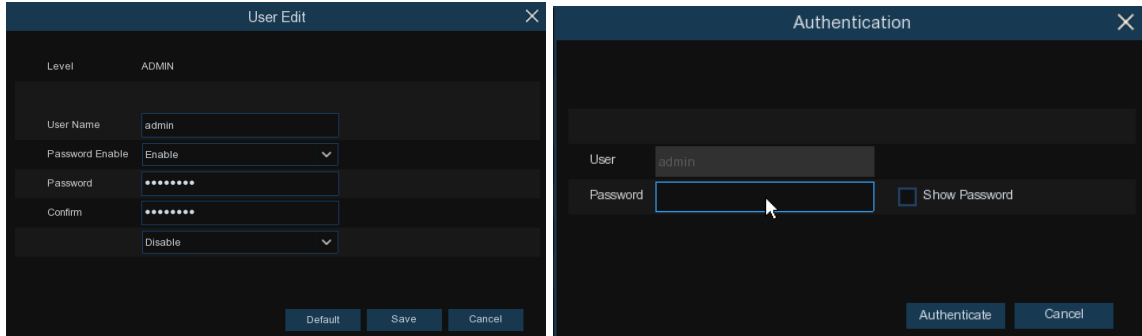 User Edit
Level ADMIN
User Name admin
Password Enable Enable
Password ••••••••
Confirm ••••••••
Disable
Default Save Cancel
Authentication
User admin
Password Show Password
Authenticate Cancel